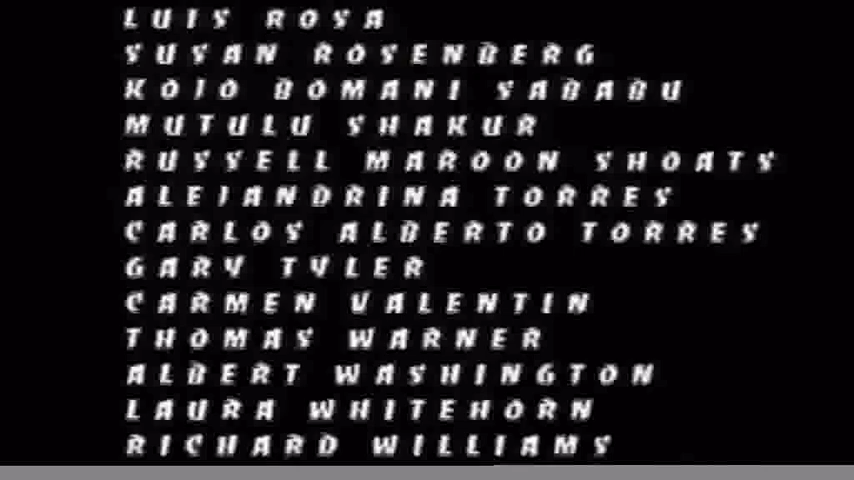 LUIS ROSA
SUSAN ROSENBERG
KOJO BOMANI SABABU
MUTULU SHAKUR
RUSSELL MAROON SHOATS
ALEJANDRINA TORRES
CARLOS ALBERTO TORRES
GARY TYLER
CARMEN VALENTIN
THOMAS WARNER
ALBERT WASHINGTON
LAURA WHITEHORN
RICHARD WILLIAMS